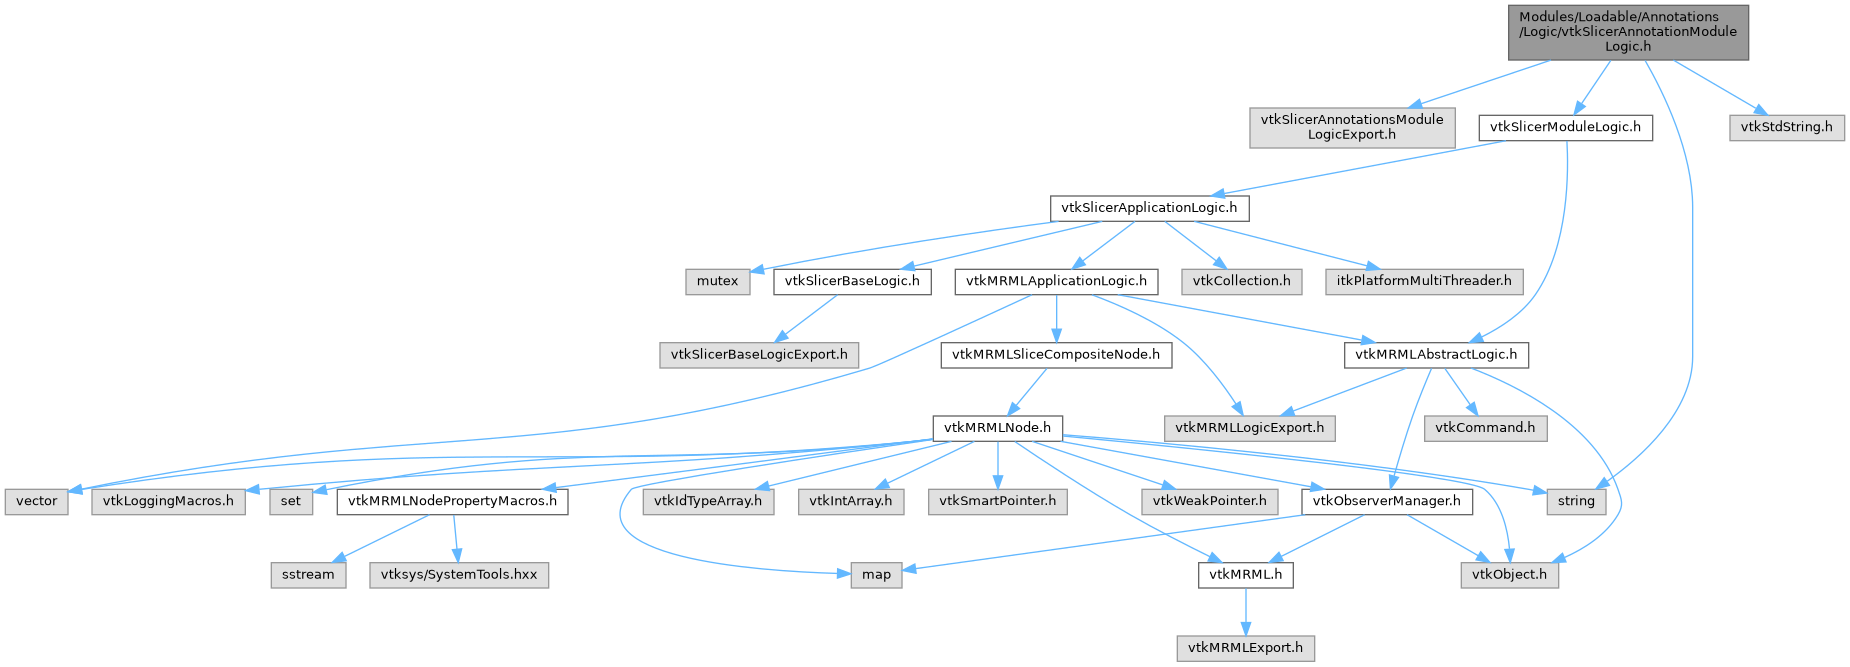 Modules/Loadable/Annotations
/Logic/vtkSlicerAnnotationModule
Logic.h
vtkSlicerAnnotationsModule
LogicExport.h
vtkSlicerModuleLogic.h
vtkStdString.h
vtkSlicerApplicationLogic.h
mutex
vtkSlicerBaseLogic.h
vtkMRMLApplicationLogic.h
vtkCollection.h
itkPlatformMultiThreader.h
vtkSlicerBaseLogicExport.h
vtkMRMLSliceCompositeNode.h
vtkMRMLAbstractLogic.h
vtkMRMLNode.h
vtkMRMLLogicExport.h
vtkCommand.h
vector
vtkLoggingMacros.h
set
vtkMRMLNodePropertyMacros.h
vtkIdTypeArray.h
vtkIntArray.h
vtkSmartPointer.h
vtkWeakPointer.h
vtkObserverManager.h
string
sstream
vtksys/SystemTools.hxx
map
vtkMRML.h
vtkObject.h
vtkMRMLExport.h